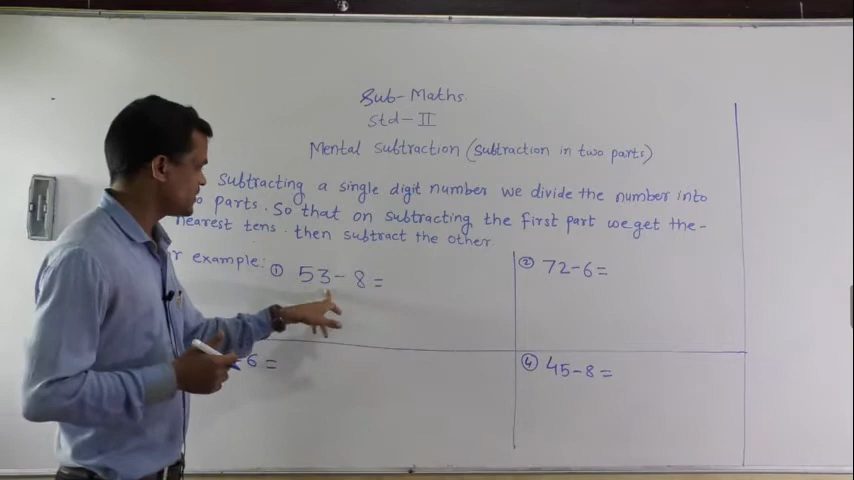 Sub-Maths.
Std-II
Mental Subtraction (Subtraction in two parts)
Subtracting a single digit number we divide the number into
parts. So that on subtracting the first part we get the-
nearest tens. then subtract the other.
example: ① 53-8=
② 72-6=
-6=
④ 45-8=